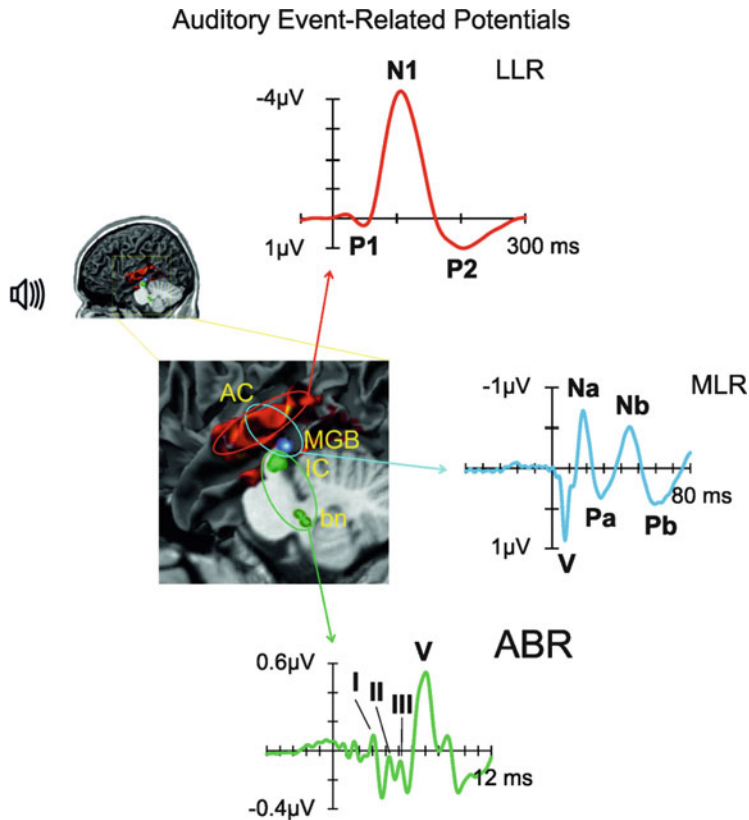 Auditory Event-Related Potentials
N1
LLR
-4µV
1µV
P1
P2
300 ms
AC
MGB
IC
bn
-1µV
Na
Nb
MLR
80 ms
Pa
Pb
1µV
V
ABR
0.6µV
V
I
II
III
12 ms
-0.4µV